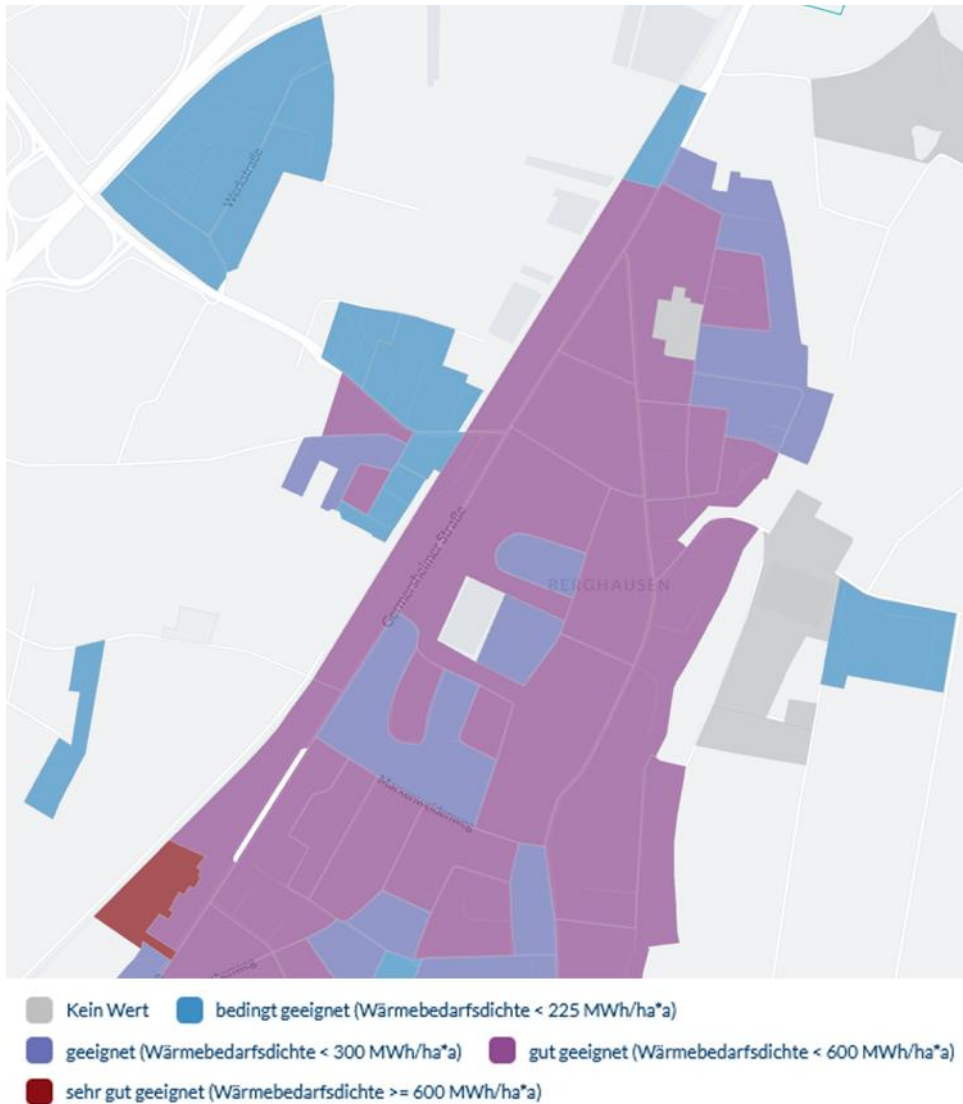 Werkstraße
Germersheimer Straße
BERGHAUSEN
Marxenweidenweg
Kein Wert
bedingt geeignet (Wärmebedarfsdichte < 225 MWh/ha*a)
geeignet (Wärmebedarfsdichte < 300 MWh/ha*a)
gut geeignet (Wärmebedarfsdichte < 600 MWh/ha*a)
sehr gut geeignet (Wärmebedarfsdichte >= 600 MWh/ha*a)